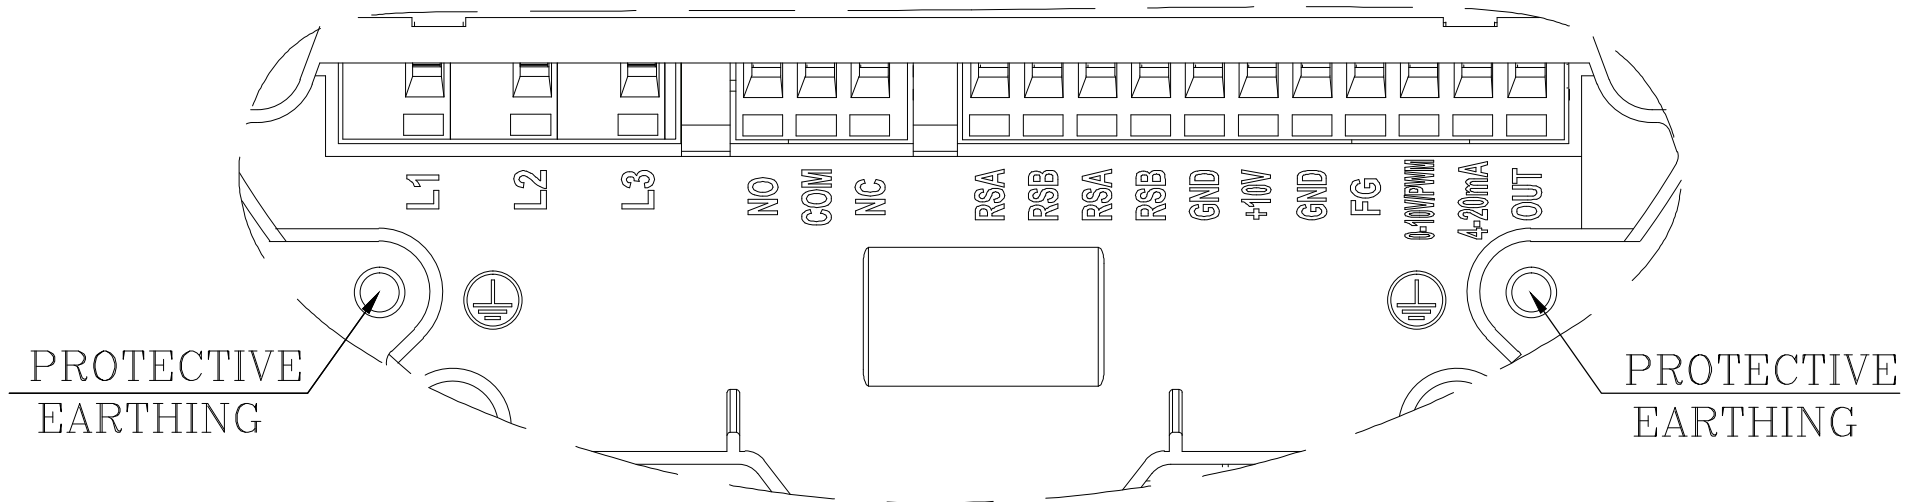 L1
L2
L3
NO
COM
NC
RSA
RSB
RSA
RSB
GND
+10V
GND
FG
0-10V/PWM
4-20mA
OUT
PROTECTIVE
EARTHING
PROTECTIVE
EARTHING